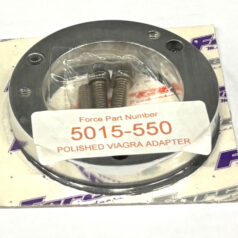 Force Part Number
5015-550
POLISHED VIAGRA ADAPTER